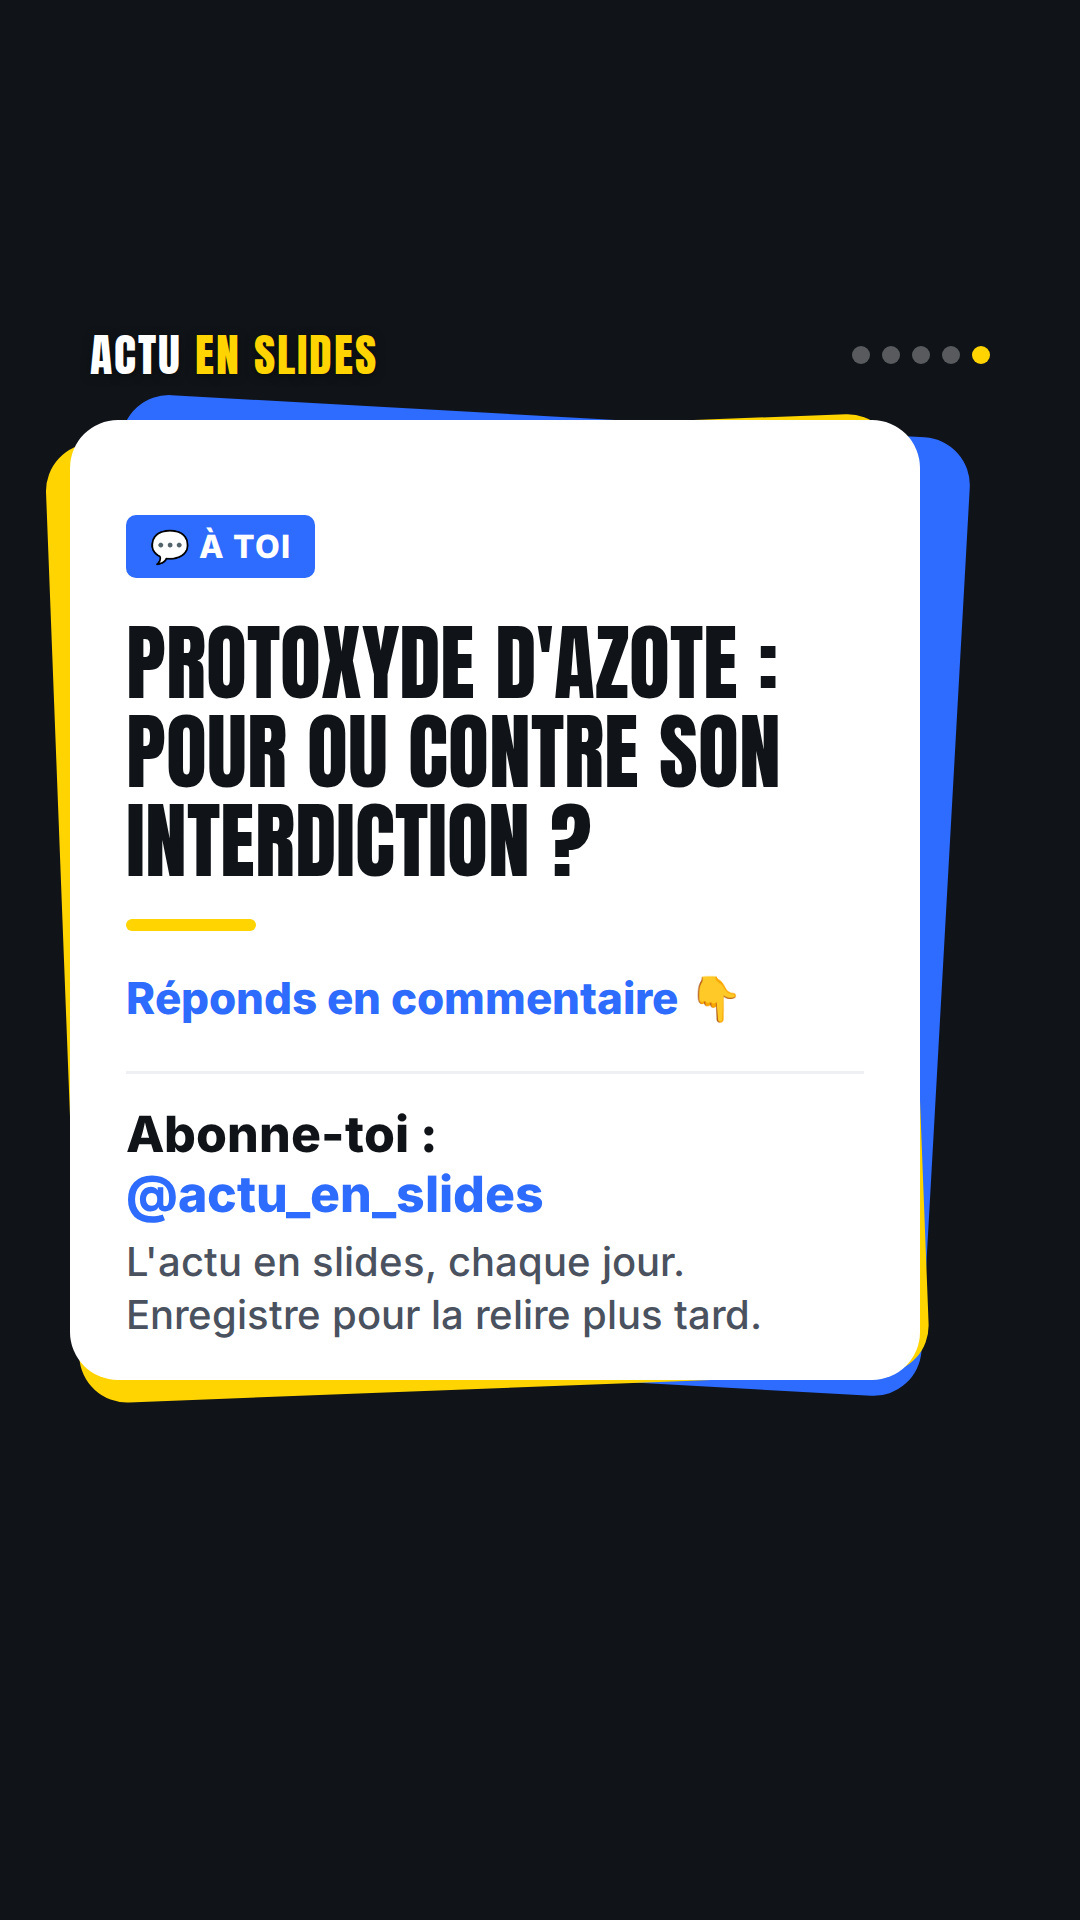 ACTU EN SLIDES
💬 À TOI
PROTOXYDE D'AZOTE :
POUR OU CONTRE SON
INTERDICTION ?
Réponds en commentaire 👇
Abonne-toi :
@actu_en_slides
L'actu en slides, chaque jour.
Enregistre pour la relire plus tard.